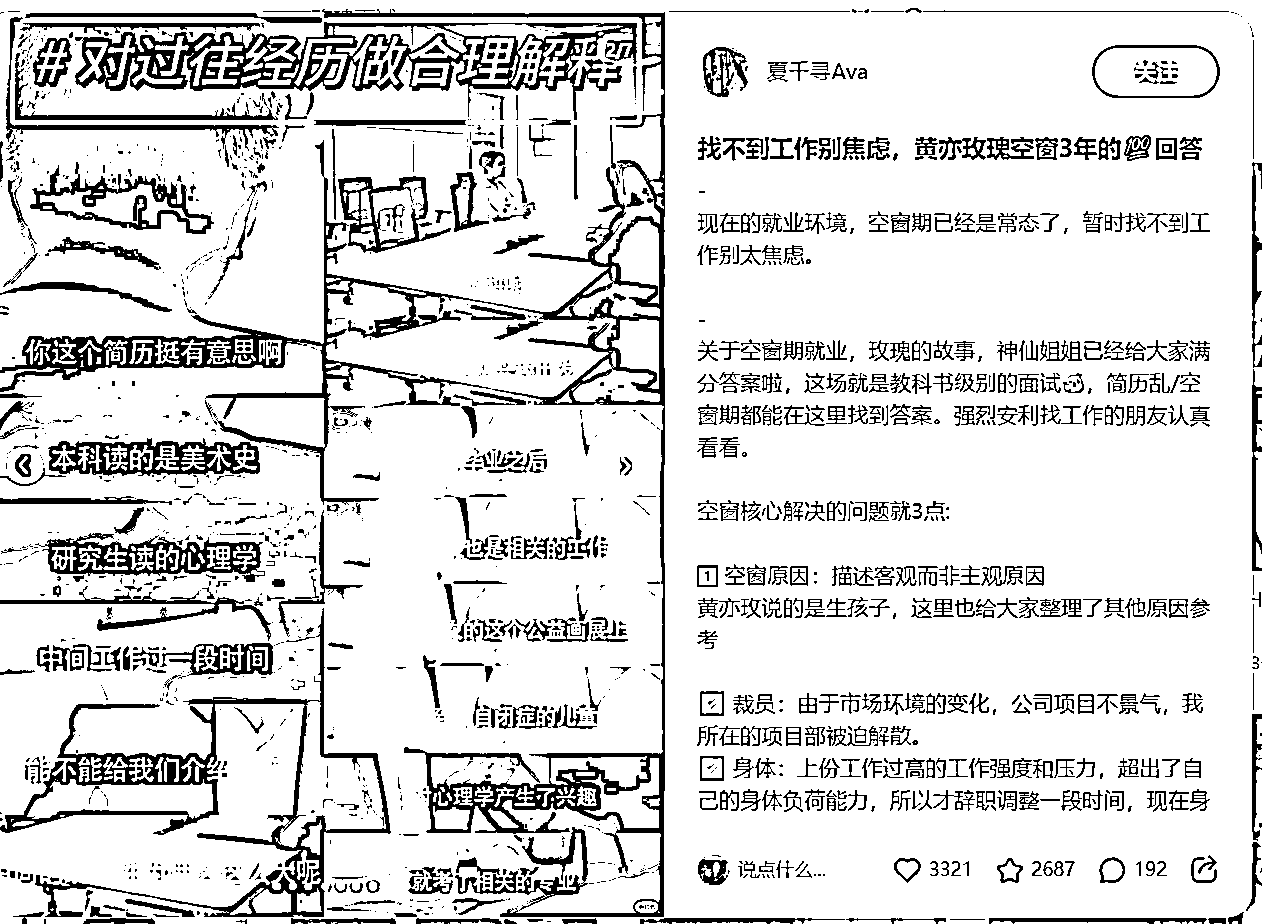 #对过往经历做合理解释
你这个简历挺有意思啊
本科读的是美术史
研究生读的心理学
中间工作过一段时间
能不能给我们介绍
毕业之后
也是相关的工作
的这个公益画展上
自闭症的儿童
心理学产生了兴趣
就考了相关的专业
夏千寻Ava
关注
找不到工作别焦虑，黄亦玫瑰空窗3年的💯回答
-
现在的就业环境，空窗期已经是常态了，暂时找不到工
作别太焦虑。
-
关于空窗期就业，玫瑰的故事，神仙姐姐已经给大家满
分答案啦，这场就是教科书级别的面试，简历乱/空
窗期都能在这里找到答案。强烈安利找工作的朋友认真
看看。
空窗核心解决的问题就3点:
1 空窗原因：描述客观而非主观原因
黄亦玫说的是生孩子，这里也给大家整理了其他原因参
考
裁员：由于市场环境的变化，公司项目不景气，我
所在的项目部被迫解散。
身体：上份工作过高的工作强度和压力，超出了自
己的身体负荷能力，所以才辞职调整一段时间，现在身
说点什么...
3321
2687
192